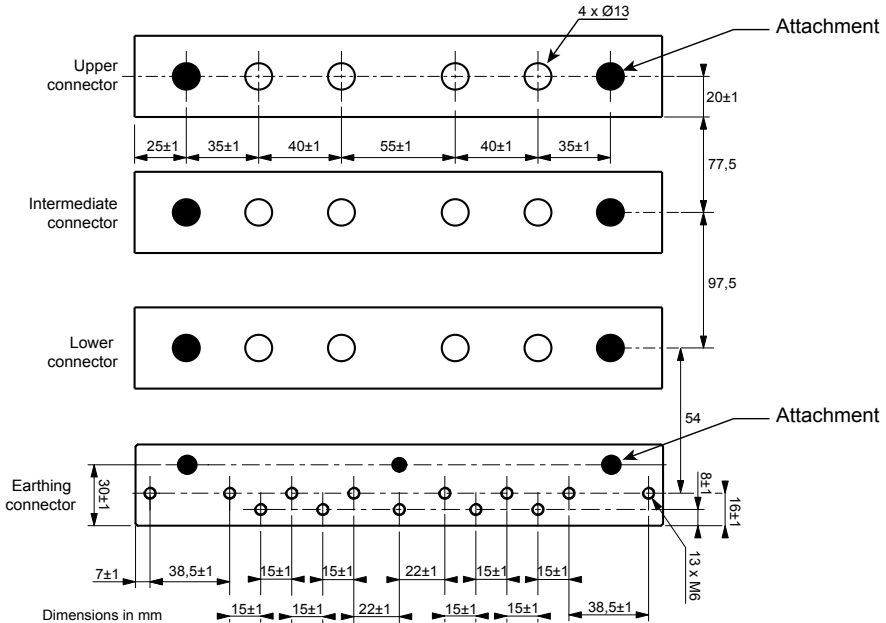 4 x Ø13
Attachment
Upper
connector
20±1
25±1
35±1
40±1
55±1
40±1
35±1
77,5
Intermediate
connector
97,5
Lower
connector
54
Attachment
Earthing
connector
30±1
8±1
16±1
13 x M6
7±1
38,5±1
15±1
15±1
22±1
15±1
15±1
15±1
15±1
22±1
15±1
15±1
38,5±1
Dimensions in mm